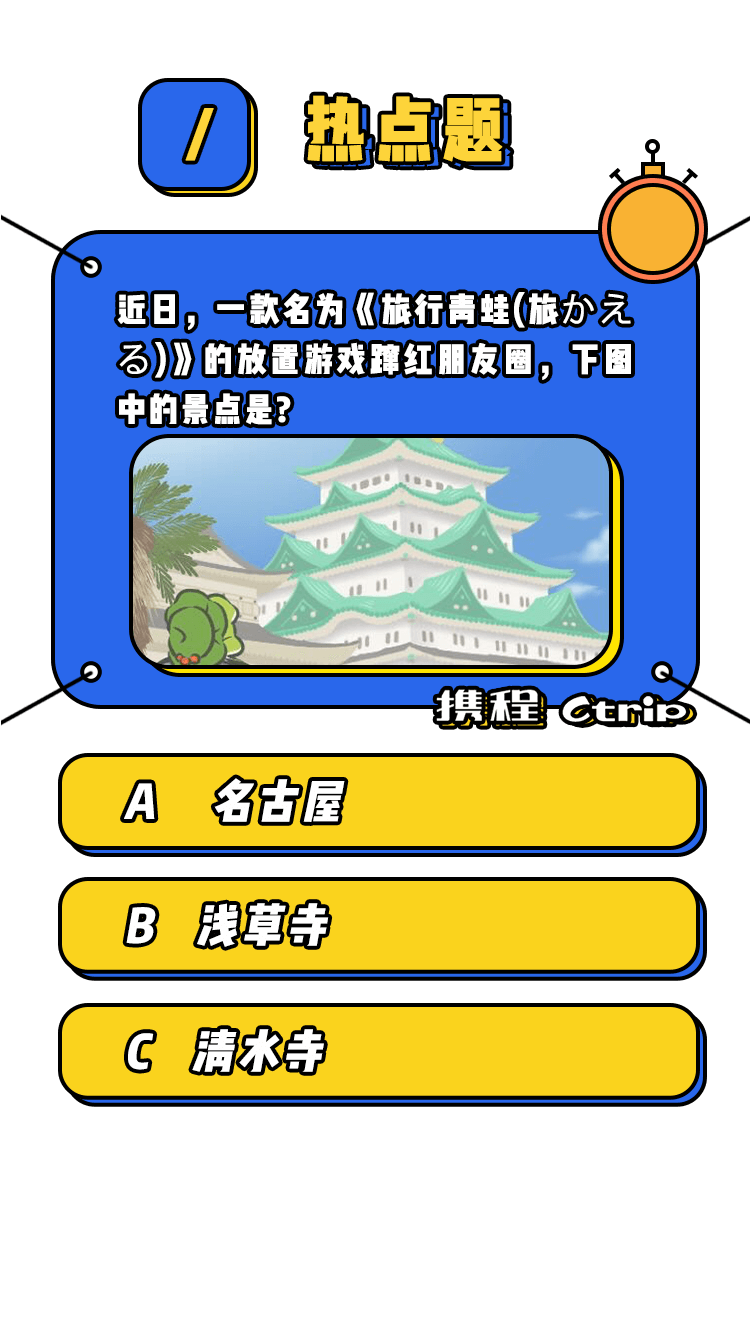 /
热点题
近日，一款名为《旅行青蛙(旅かえ
る)》的放置游戏蹿红朋友圈，下图
中的景点是?
携程 Ctrip
A 名古屋
B 浅草寺
C 清水寺